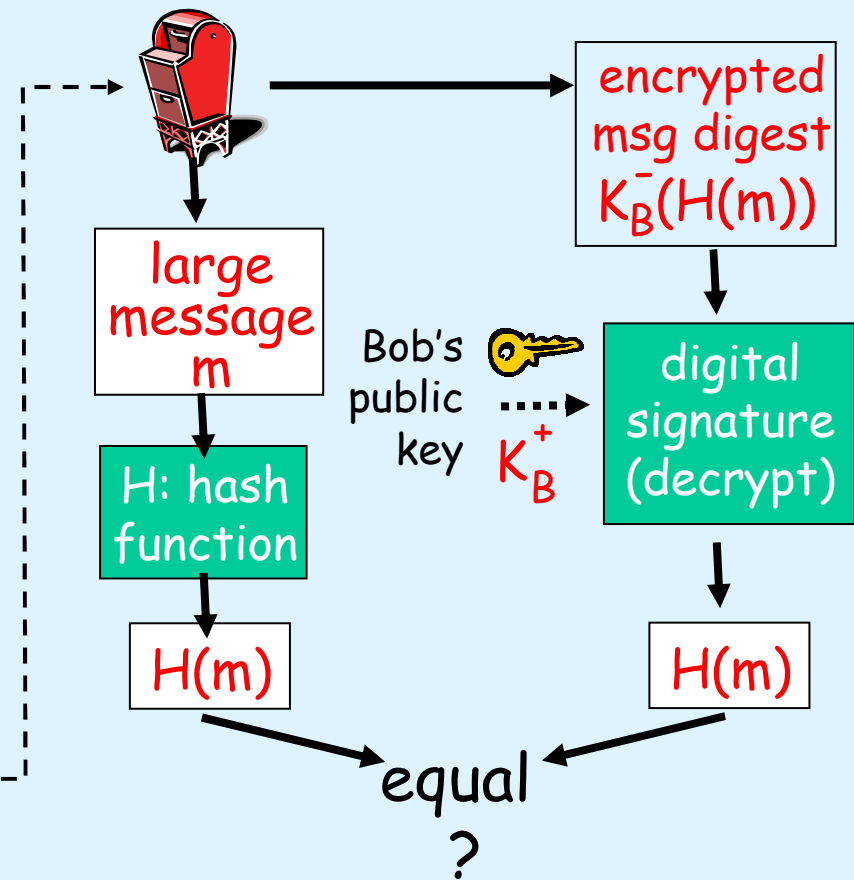 encrypted
msg digest
K_B^-(H(m))
large
message
m
Bob's
public
key
K_B^+
digital
signature
(decrypt)
H: hash
function
H(m)
H(m)
equal
?